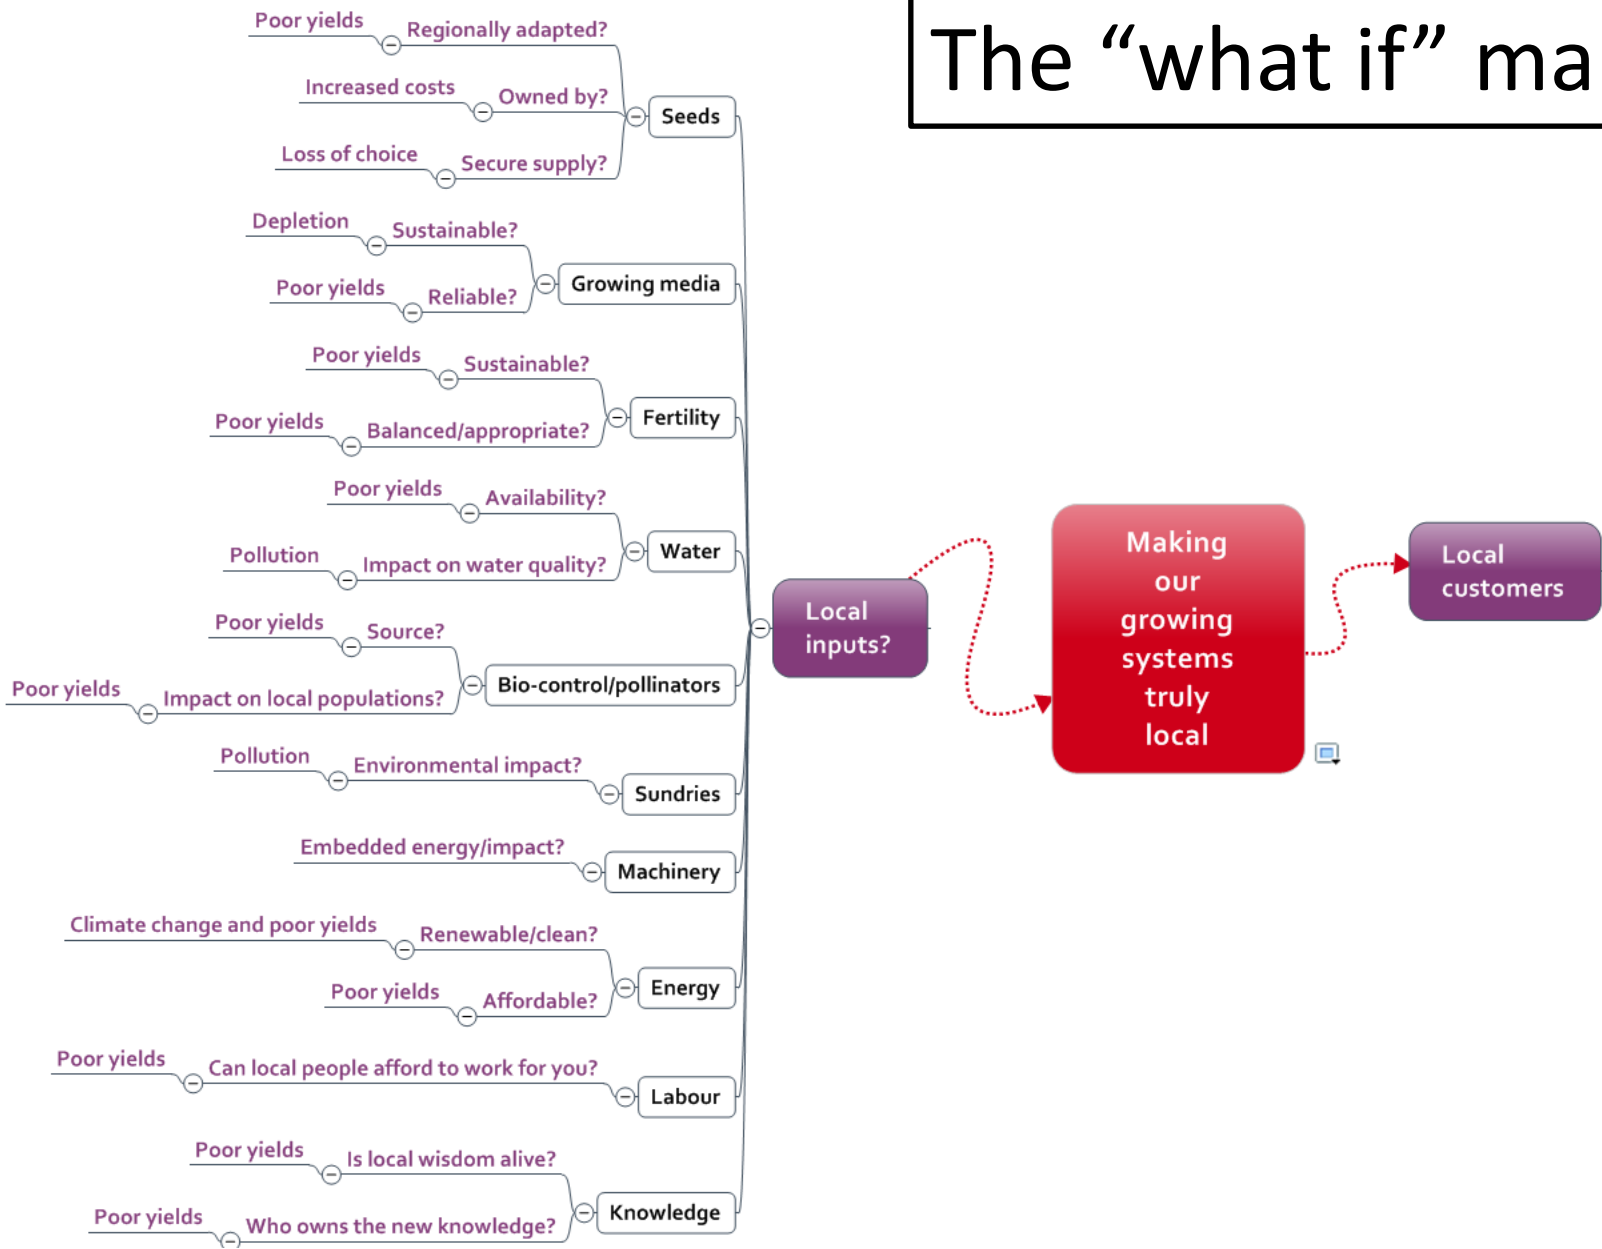 The “what if” ma
Poor yields
Regionally adapted?
Increased costs
Owned by?
Seeds
Loss of choice
Secure supply?
Depletion
Sustainable?
Growing media
Poor yields
Reliable?
Poor yields
Sustainable?
Fertility
Poor yields
Balanced/appropriate?
Poor yields
Availability?
Water
Pollution
Impact on water quality?
Poor yields
Source?
Bio-control/pollinators
Poor yields
Impact on local populations?
Pollution
Environmental impact?
Sundries
Embedded energy/impact?
Machinery
Climate change and poor yields
Renewable/clean?
Energy
Poor yields
Affordable?
Poor yields
Can local people afford to work for you?
Labour
Poor yields
Is local wisdom alive?
Knowledge
Poor yields
Who owns the new knowledge?
Local
inputs?
Making
our
growing
systems
truly
local
Local
customers